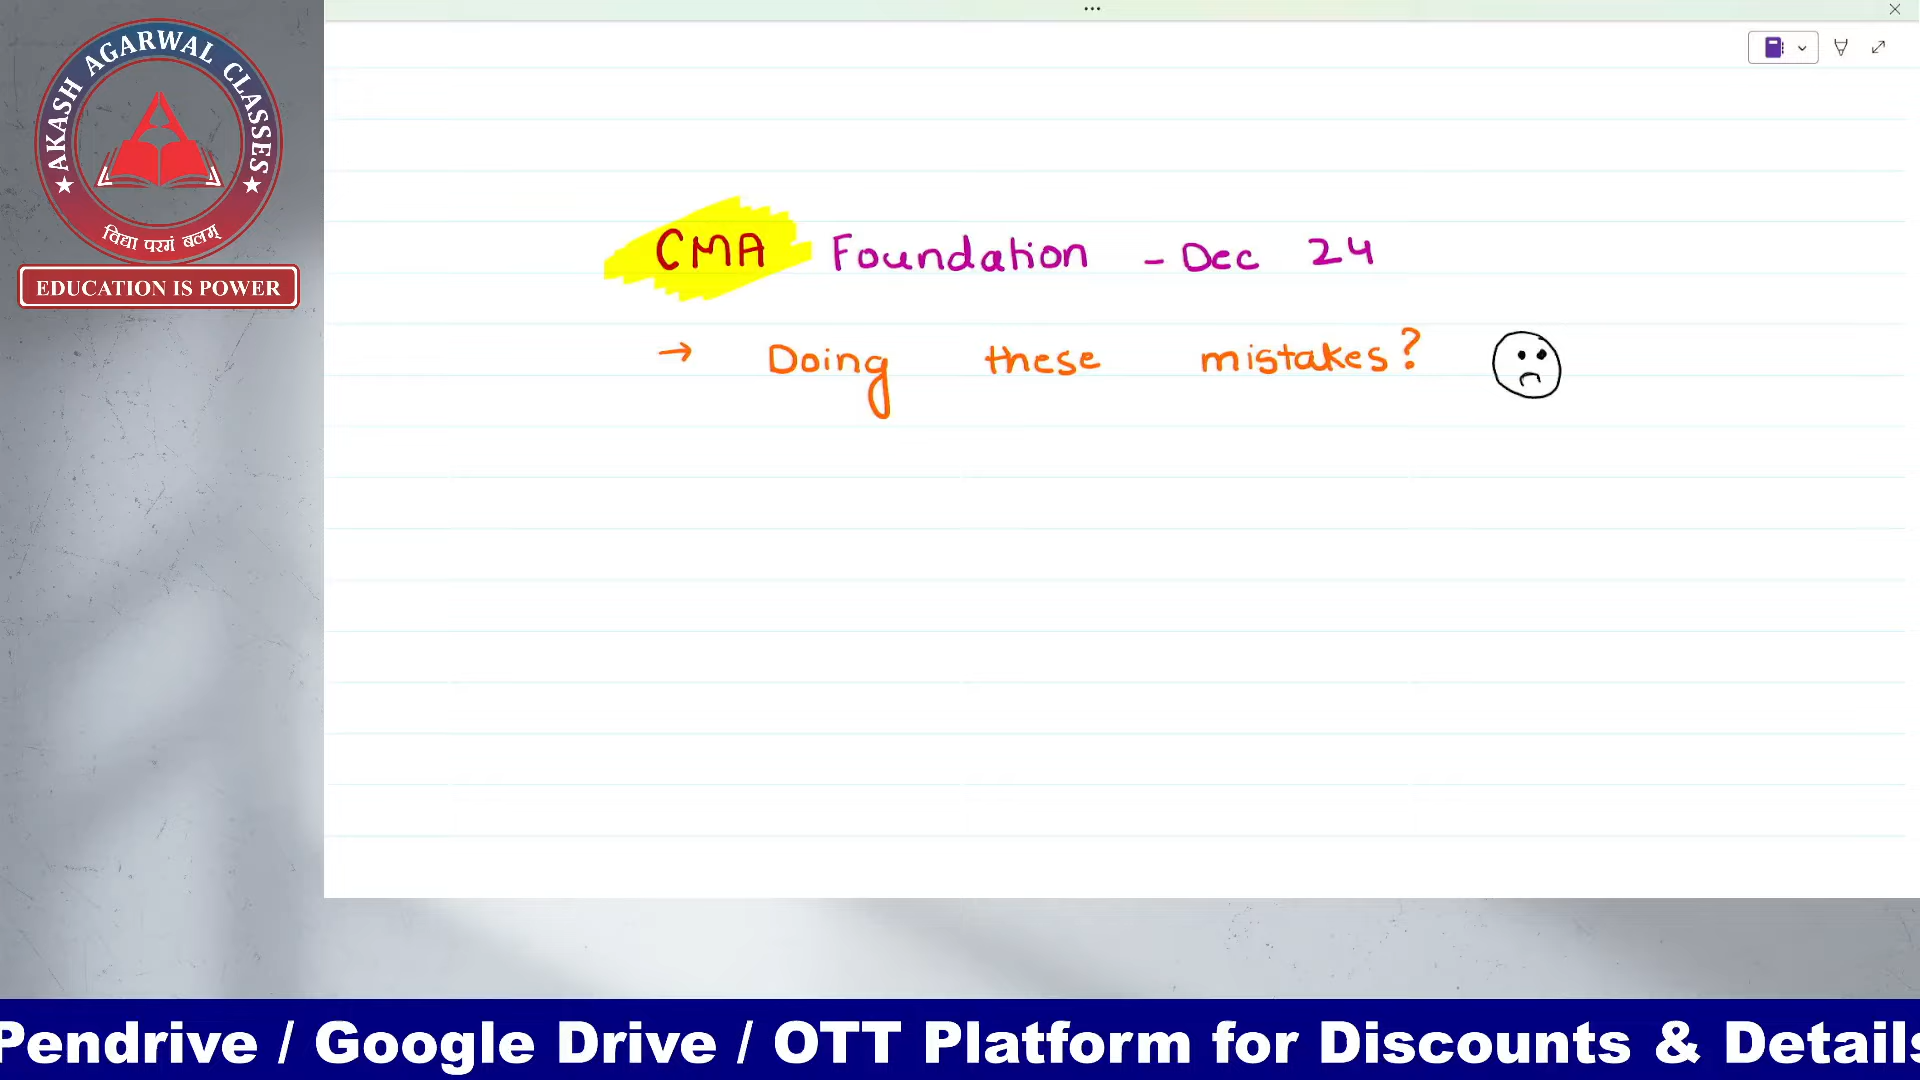 AKASH AGARWAL CLASSES
विद्या परमं बलम्
EDUCATION IS POWER
CMA Foundation - Dec 24
→ Doing these mistakes?
Pendrive / Google Drive / OTT Platform for Discounts & Details